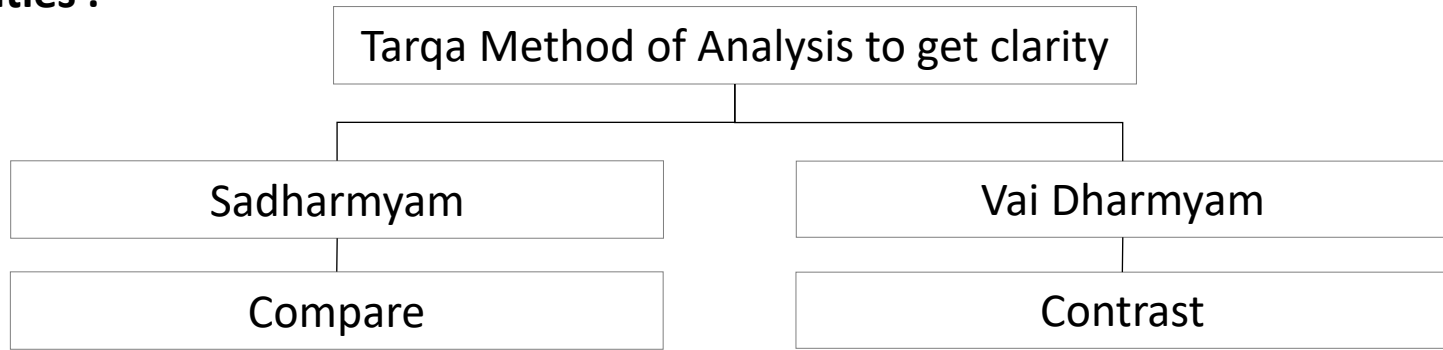 Tarqa Method of Analysis to get clarity
Sadharmyam
Vai Dharmyam
Compare
Contrast